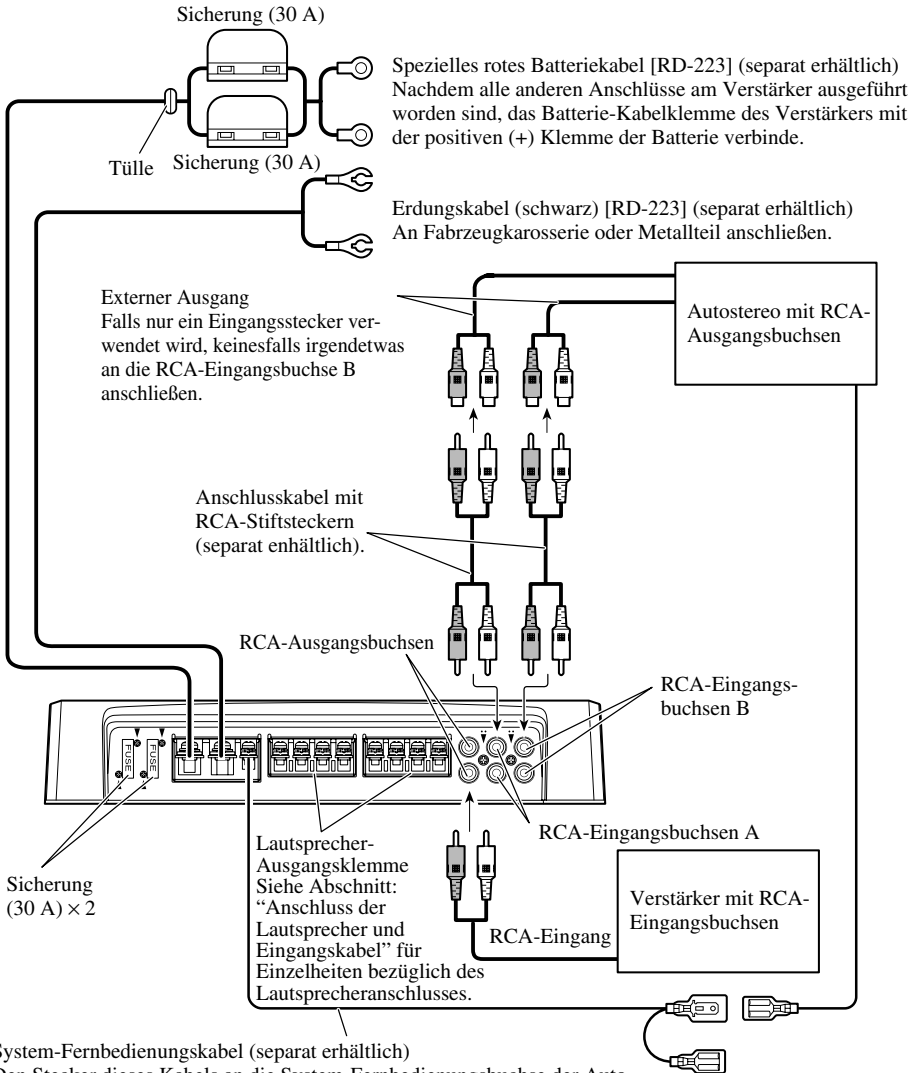 Sicherung (30 A)
Spezielles rotes Batteriekabel [RD-223] (separat erhältlich)
Nachdem alle anderen Anschlüsse am Verstärker ausgeführt
worden sind, das Batterie-Kabelklemme des Verstärkers mit
der positiven (+) Klemme der Batterie verbinde.
Tülle
Sicherung (30 A)
Erdungskabel (schwarz) [RD-223] (separat erhältlich)
An Fabrzeugkarosserie oder Metallteil anschließen.
Externer Ausgang
Falls nur ein Eingangsstecker ver-
wendet wird, keinesfalls irgendetwas
an die RCA-Eingangsbuchse B
anschließen.
Autostereo mit RCA-
Ausgangsbuchsen
Anschlusskabel mit
RCA-Stiftsteckern
(separat enhältlich).
RCA-Ausgangsbuchsen
RCA-Eingangs-
buchsen B
FUSE
FUSE
RCA-Eingangsbuchsen A
Lautsprecher-
Ausgangsklemme
Siehe Abschnitt:
“Anschluss der
Lautsprecher und
Eingangskabel” für
Einzelheiten bezüglich des
Lautsprecheranschlusses.
Sicherung
(30 A) × 2
RCA-Eingang
Verstärker mit RCA-
Eingangsbuchsen
System-Fernbedienungskabel (separat erhältlich)